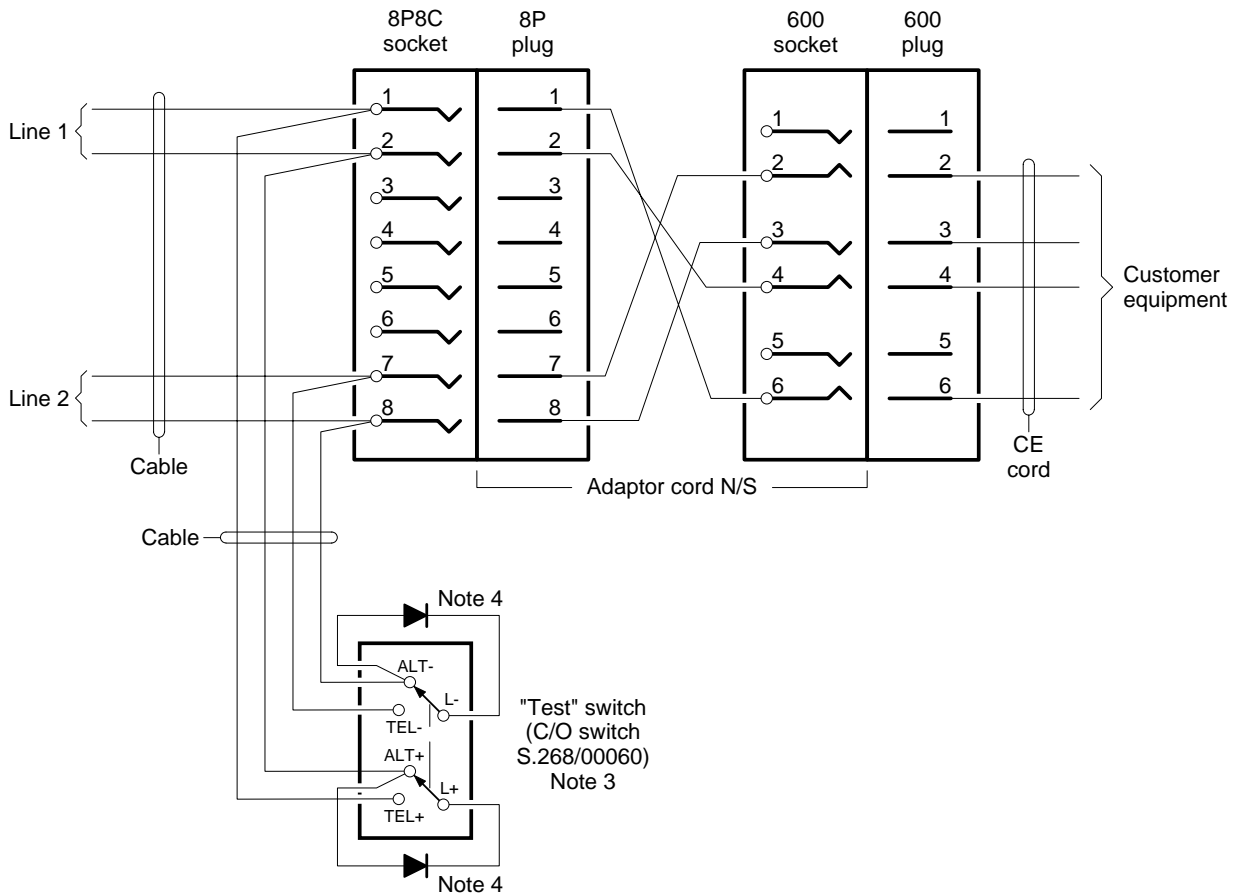 8P8C
socket
8P
plug
600
socket
600
plug
Line 1
1
2
3
4
5
6
7
8
1
2
3
4
5
6
7
8
1
2
3
4
5
6
1
2
3
4
5
6
Customer
equipment
Line 2
Cable
CE
cord
Adaptor cord N/S
Cable
Note 4
ALT-
L-
TEL-
ALT+
L+
TEL+
"Test" switch
(C/O switch
S.268/00060)
Note 3
Note 4